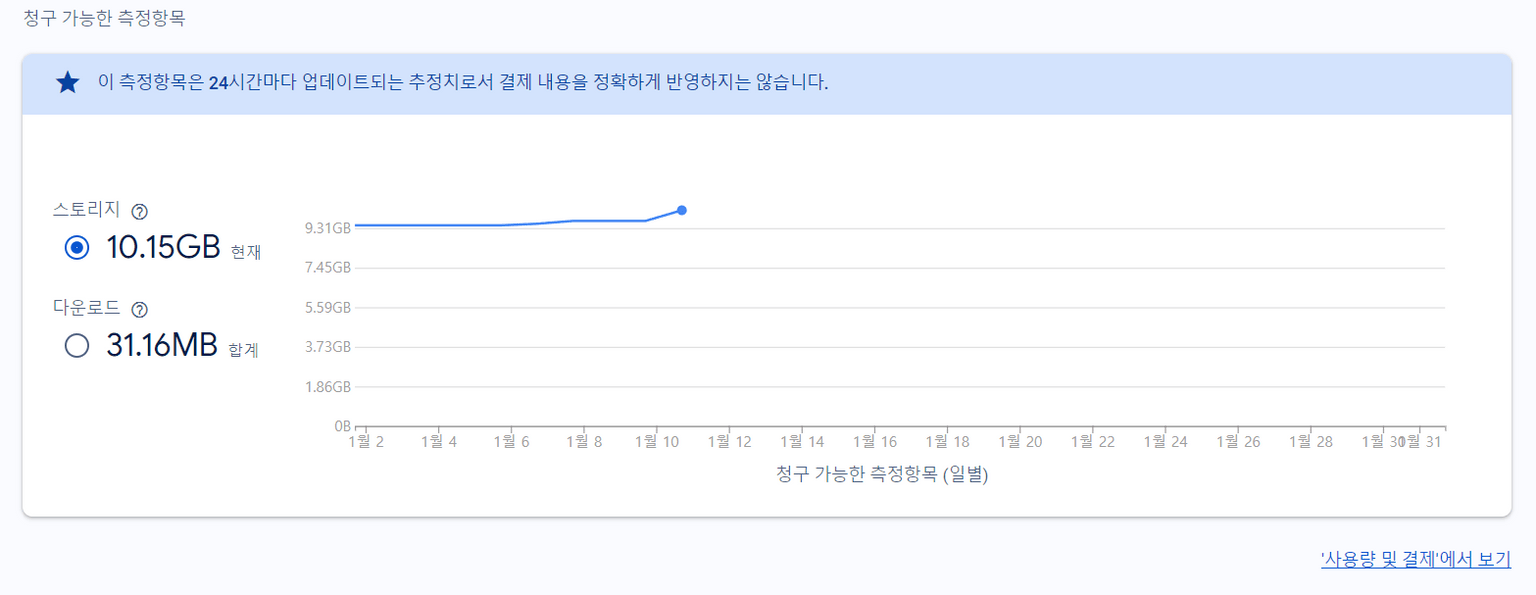 청구 가능한 측정항목
이 측정항목은 24시간마다 업데이트되는 추정치로서 결제 내용을 정확하게 반영하지는 않습니다.
스토리지
10.15GB 현재
다운로드
31.16MB 합계
9.31GB
7.45GB
5.59GB
3.73GB
1.86GB
0B
1월 2 1월 4 1월 6 1월 8 1월 10 1월 12 1월 14 1월 16 1월 18 1월 20 1월 22 1월 24 1월 26 1월 28 1월 30 1월 31
청구 가능한 측정항목 (일별)
'사용량 및 결제'에서 보기